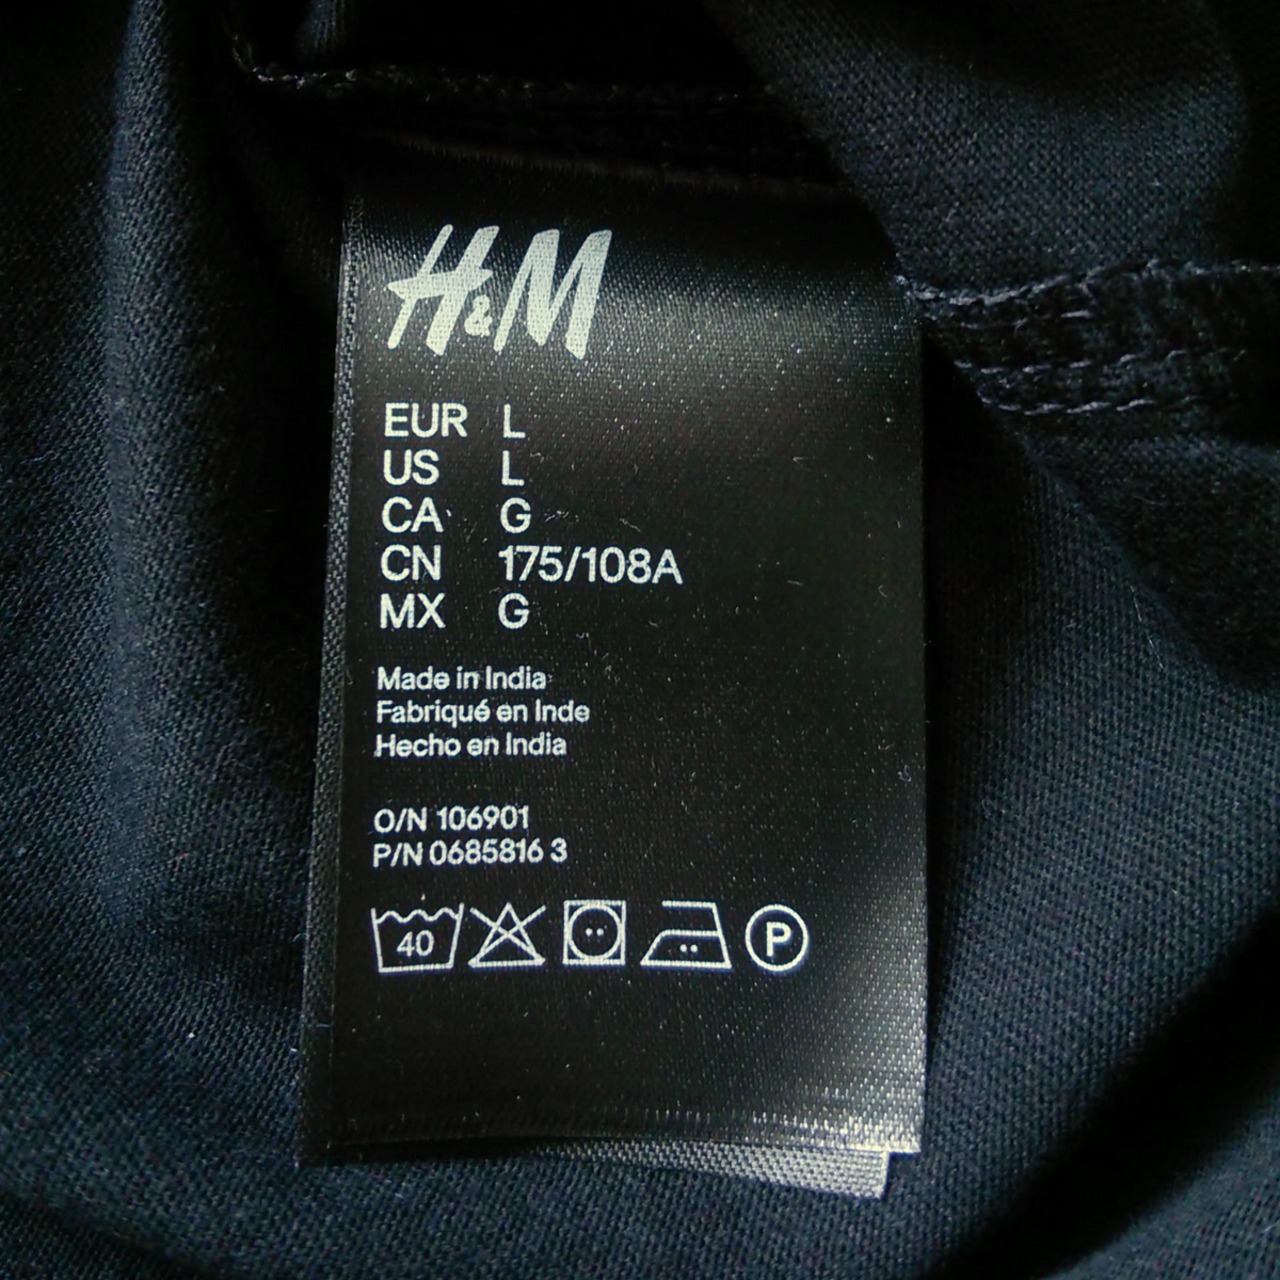 H&M
EUR L
US L
CA G
CN 175/108A
MX G
Made in India
Fabriqué en Inde
Hecho en India
O/N 106901
P/N 0685816 3
40 P